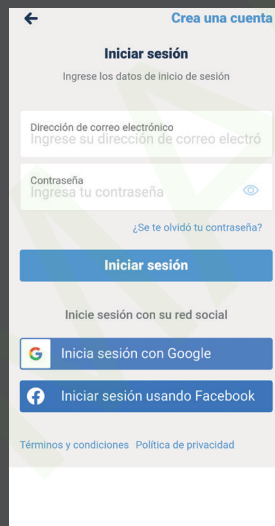 Crea una cuenta
Iniciar sesión
Ingrese los datos de inicio de sesión
Dirección de correo electrónico
Ingrese su dirección de correo electró
Contraseña
Ingresa tu contraseña
¿Se te olvidó tu contraseña?
Iniciar sesión
Inicie sesión con su red social
Inicia sesión con Google
Iniciar sesión usando Facebook
Términos y condiciones Política de privacidad